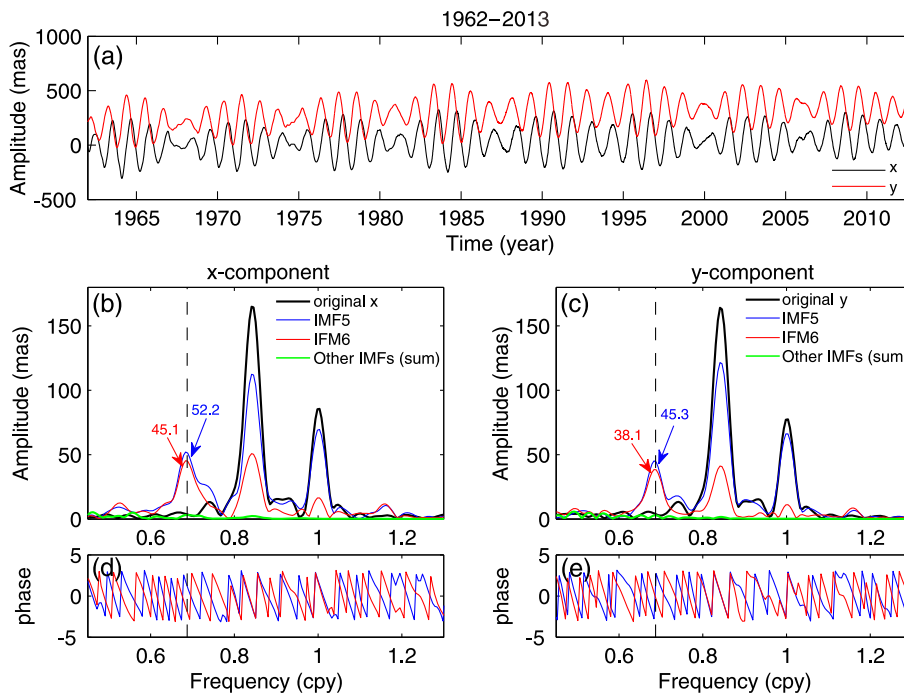 1962−2013
(a)
Amplitude (mas)
1000
500
0
−500
x
y
1965 1970 1975 1980 1985 1990 1995 2000 2005 2010
Time (year)
x-component
(b)
Amplitude (mas)
150
100
50
0
original x
IMF5
IFM6
Other IMFs (sum)
52.2
45.1
0.6 0.8 1 1.2
y-component
(c)
Amplitude (mas)
150
100
50
0
original y
IMF5
IFM6
Other IMFs (sum)
45.3
38.1
0.6 0.8 1 1.2
(d)
phase
5
0
−5
0.6 0.8 1 1.2
Frequency (cpy)
(e)
phase
5
0
−5
0.6 0.8 1 1.2
Frequency (cpy)